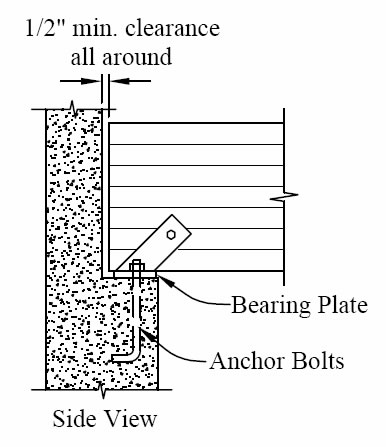 1/2" min. clearance
all around
Bearing Plate
Anchor Bolts
Side View